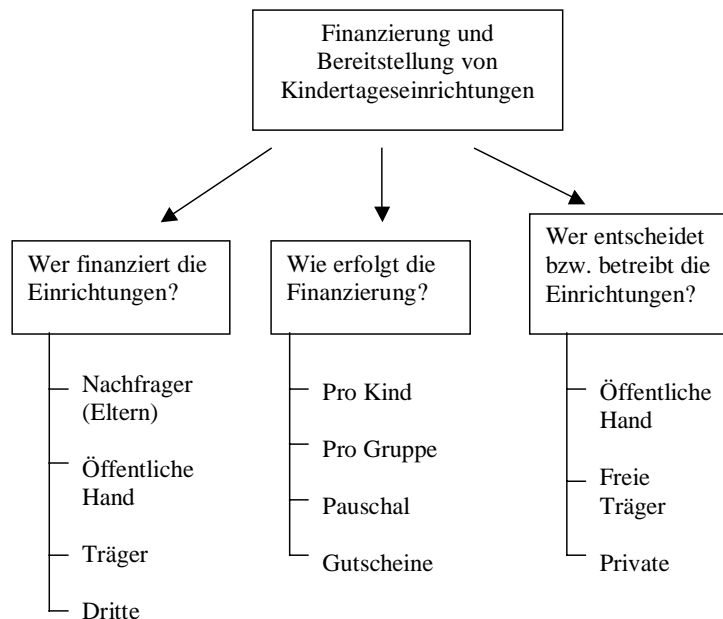 Finanzierung und
Bereitstellung von
Kindertageseinrichtungen
Wer finanziert die
Einrichtungen?
Nachfrager
(Eltern)
Öffentliche
Hand
Träger
Dritte
Wie erfolgt die
Finanzierung?
Pro Kind
Pro Gruppe
Pauschal
Gutscheine
Wer entscheidet
bzw. betreibt die
Einrichtungen?
Öffentliche
Hand
Freie
Träger
Private